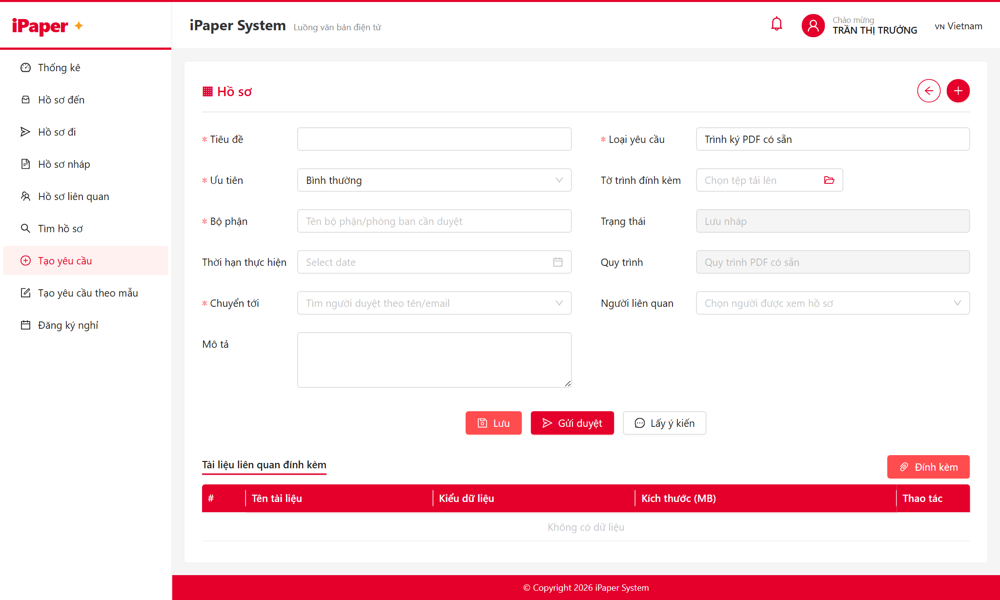 iPaper
iPaper System Luồng văn bản điện tử
Chào mừng
TRẦN THỊ TRƯỞNG
VN Vietnam
Thống kê
Hồ sơ đến
Hồ sơ đi
Hồ sơ nháp
Hồ sơ liên quan
Tìm hồ sơ
Tạo yêu cầu
Tạo yêu cầu theo mẫu
Đăng ký nghỉ
Hồ sơ
* Tiêu đề
* Loại yêu cầu Trình ký PDF có sẵn
* Ưu tiên Bình thường
Tờ trình đính kèm Chọn tệp tải lên
* Bộ phận Tên bộ phận/phòng ban cần duyệt
Trạng thái Lưu nháp
Thời hạn thực hiện Select date
Quy trình Quy trình PDF có sẵn
* Chuyển tới Tìm người duyệt theo tên/email
Người liên quan Chọn người được xem hồ sơ
Mô tả
Lưu Gửi duyệt Lấy ý kiến
Tài liệu liên quan đính kèm
Đính kèm
# Tên tài liệu Kiểu dữ liệu Kích thước (MB) Thao tác
Không có dữ liệu
© Copyright 2026 iPaper System